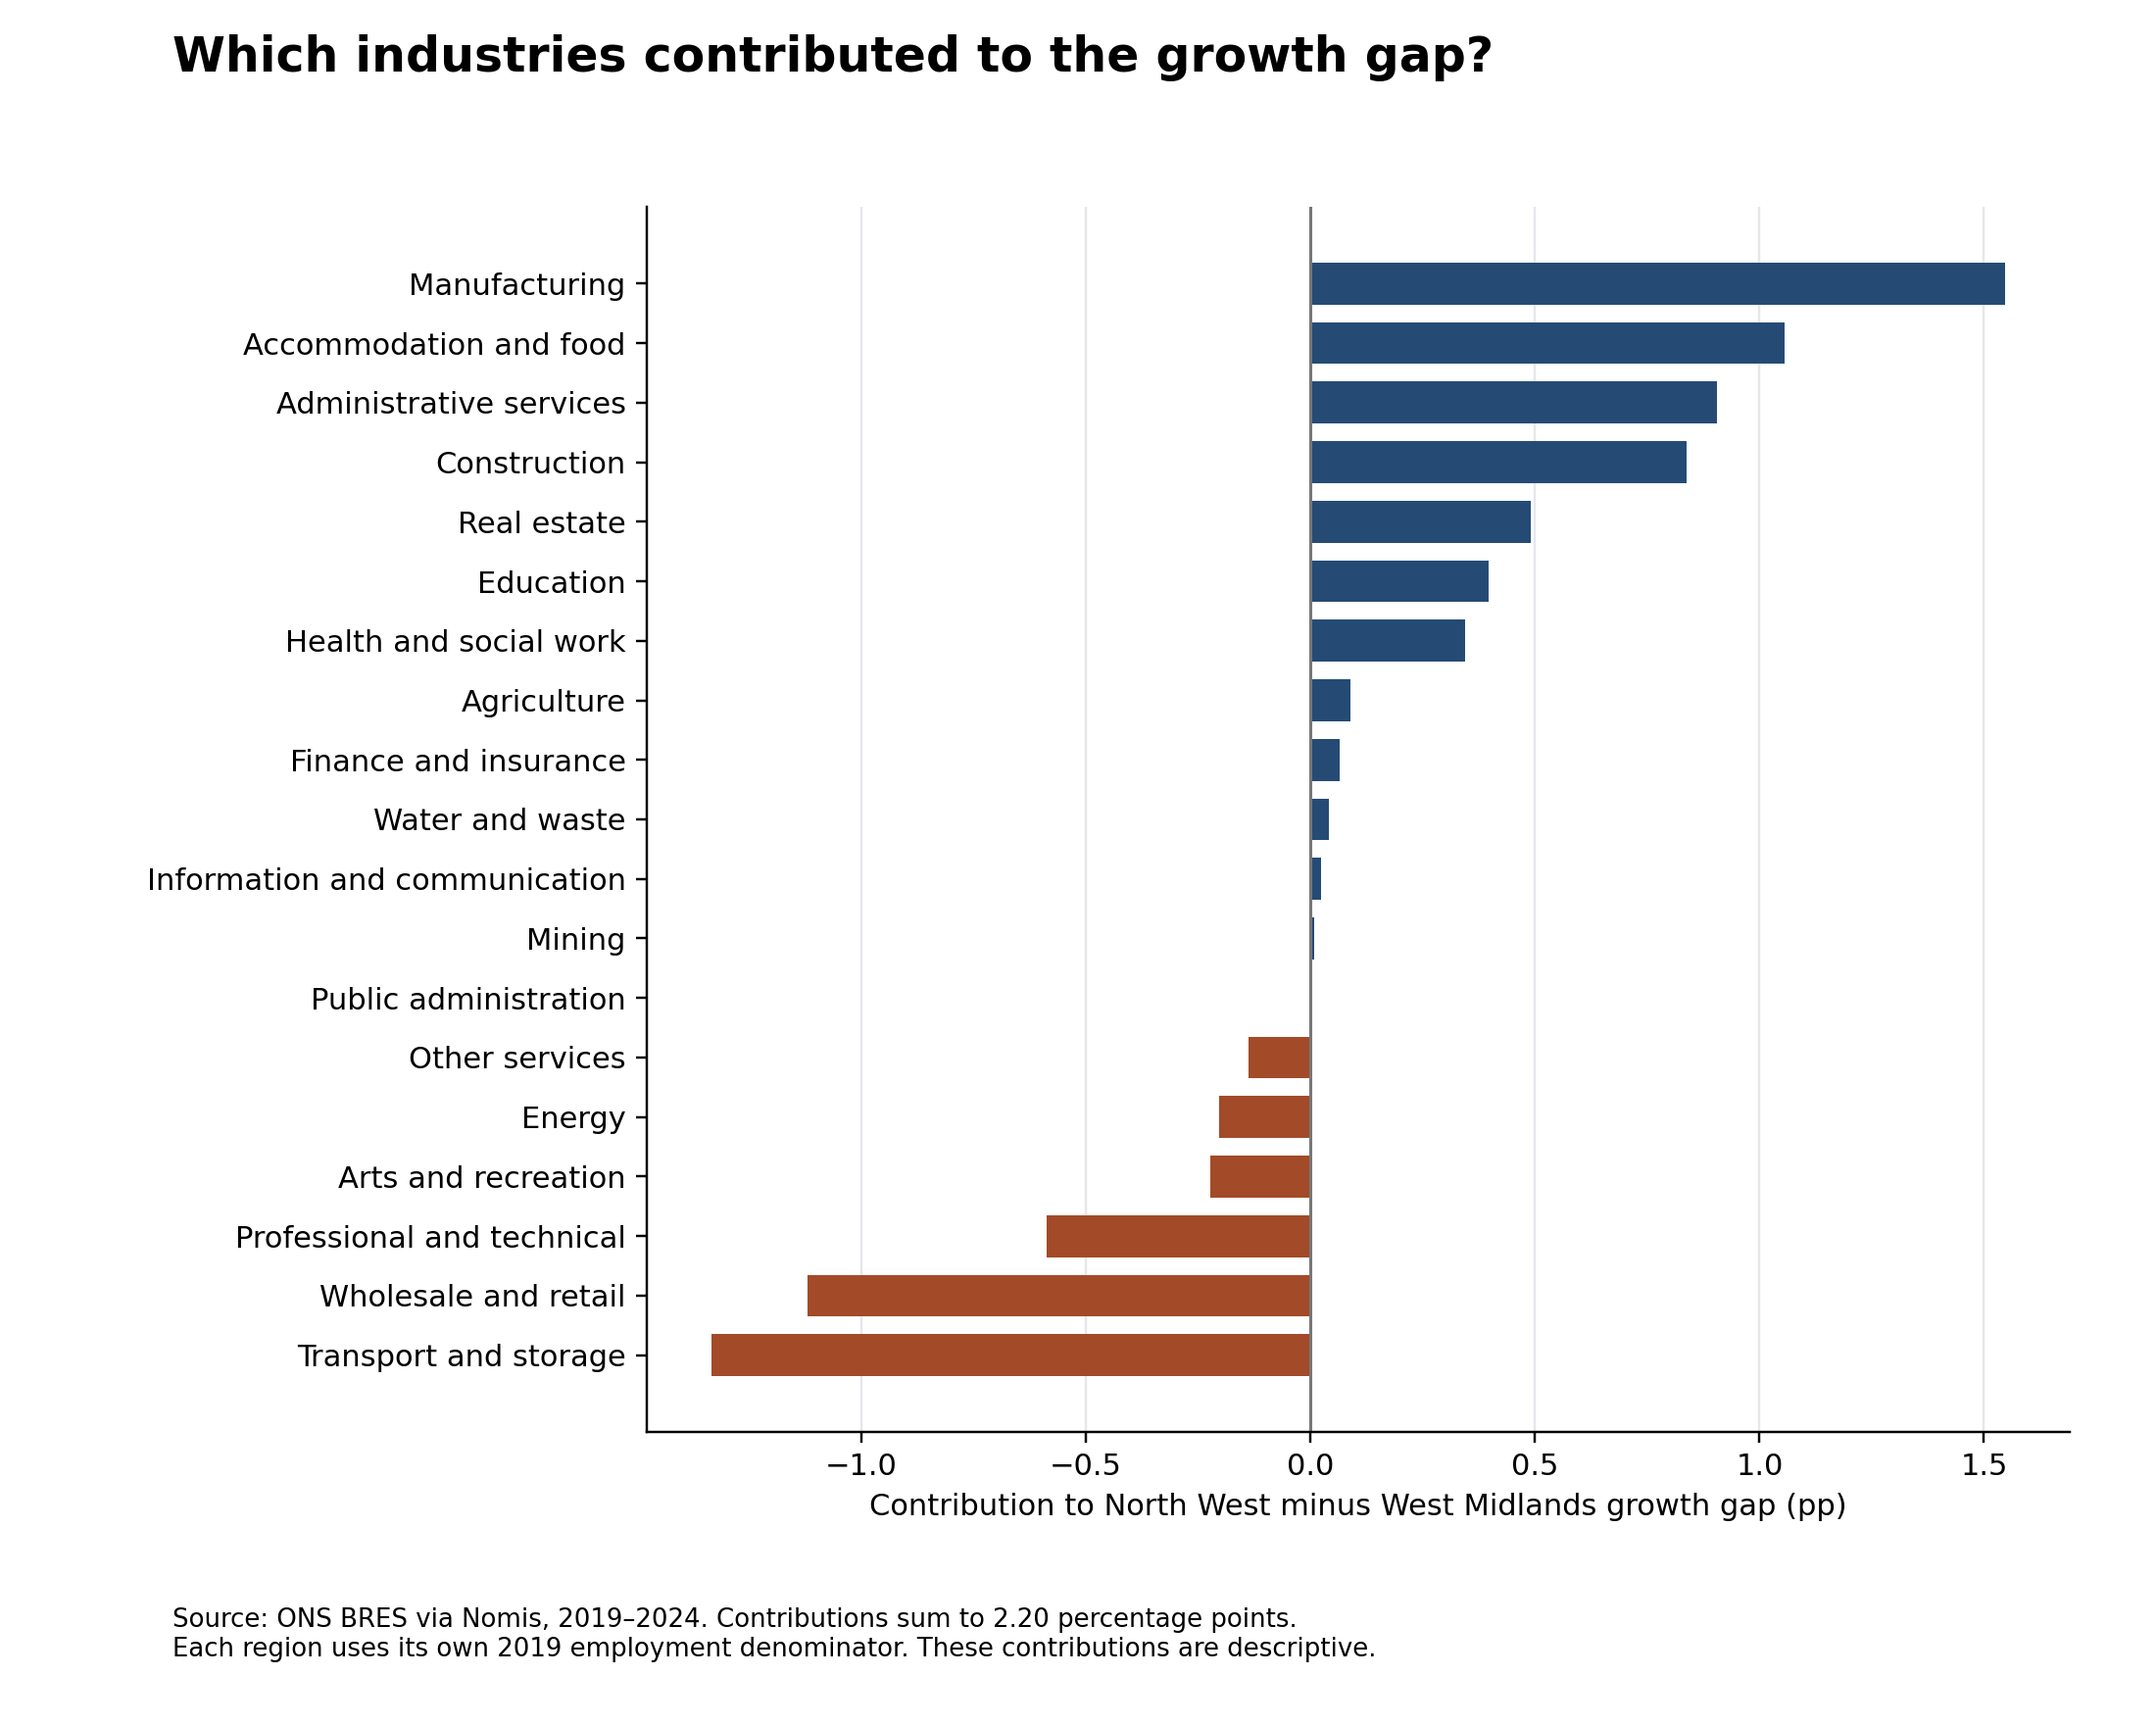 Which industries contributed to the growth gap?
Manufacturing
Accommodation and food
Administrative services
Construction
Real estate
Education
Health and social work
Agriculture
Finance and insurance
Water and waste
Information and communication
Mining
Public administration
Other services
Energy
Arts and recreation
Professional and technical
Wholesale and retail
Transport and storage
−1.0 −0.5 0.0 0.5 1.0 1.5
Contribution to North West minus West Midlands growth gap (pp)
Source: ONS BRES via Nomis, 2019–2024. Contributions sum to 2.20 percentage points.
Each region uses its own 2019 employment denominator. These contributions are descriptive.